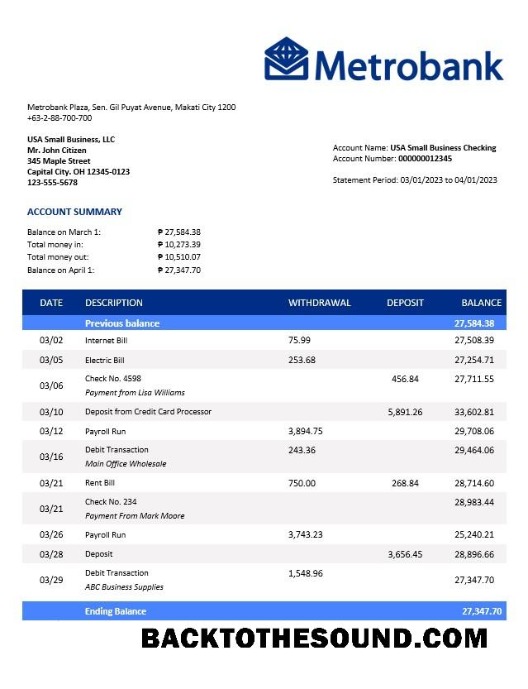 Metrobank
Metrobank Plaza, Sen. Gil Puyat Avenue, Makati City 1200
+63-2-88-700-700
USA Small Business, LLC
Mr. John Citizen
345 Maple Street
Capital City. OH 12345-0123
123-555-5678
Account Name: USA Small Business Checking
Account Number: 000000012345
Statement Period: 03/01/2023 to 04/01/2023
ACCOUNT SUMMARY
Balance on March 1: ₱ 27,584.38
Total money in: ₱ 10,273.39
Total money out: ₱ 10,510.07
Balance on April 1: ₱ 27,347.70
DATE DESCRIPTION WITHDRAWAL DEPOSIT BALANCE
Previous balance 27,584.38
03/02 Internet Bill 75.99 27,508.39
03/05 Electric Bill 253.68 27,254.71
03/06 Check No. 4598 456.84 27,711.55
Payment from Lisa Williams
03/10 Deposit from Credit Card Processor 5,891.26 33,602.81
03/12 Payroll Run 3,894.75 29,708.06
03/16 Debit Transaction 243.36 29,464.06
Main Office Wholesale
03/21 Rent Bill 750.00 268.84 28,714.60
03/21 Check No. 234 28,983.44
Payment From Mark Moore
03/26 Payroll Run 3,743.23 25,240.21
03/28 Deposit 3,656.45 28,896.66
03/29 Debit Transaction 1,548.96 27,347.70
ABC Business Supplies
Ending Balance 27,347.70
BACKTOTHESOUND.COM